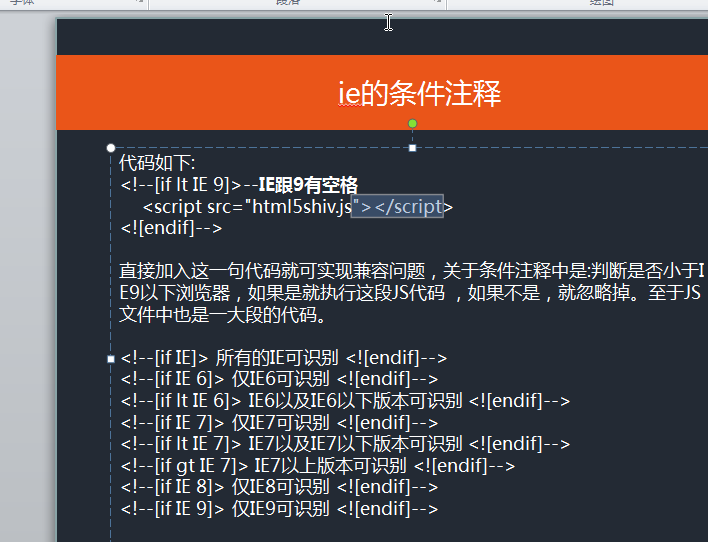 字体 段落 绘图
ie的条件注释
代码如下:
<!--[if lt IE 9]>--IE跟9有空格
<script src="html5shiv.js"></script>
<![endif]-->
直接加入这一句代码就可实现兼容问题，关于条件注释中是:判断是否小于I
E9以下浏览器，如果是就执行这段JS代码 ，如果不是，就忽略掉。至于JS
文件中也是一大段的代码。
<!--[if IE]> 所有的IE可识别 <![endif]-->
<!--[if IE 6]> 仅IE6可识别 <![endif]-->
<!--[if lt IE 6]> IE6以及IE6以下版本可识别 <![endif]-->
<!--[if IE 7]> 仅IE7可识别 <![endif]-->
<!--[if lt IE 7]> IE7以及IE7以下版本可识别 <![endif]-->
<!--[if gt IE 7]> IE7以上版本可识别 <![endif]-->
<!--[if IE 8]> 仅IE8可识别 <![endif]-->
<!--[if IE 9]> 仅IE9可识别 <![endif]-->